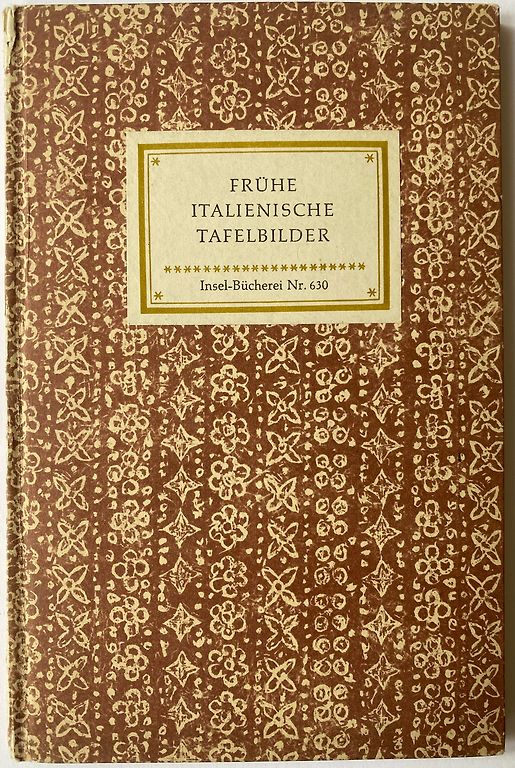 FRÜHE
ITALIENISCHE
TAFELBILDER
Insel-Bücherei Nr. 630